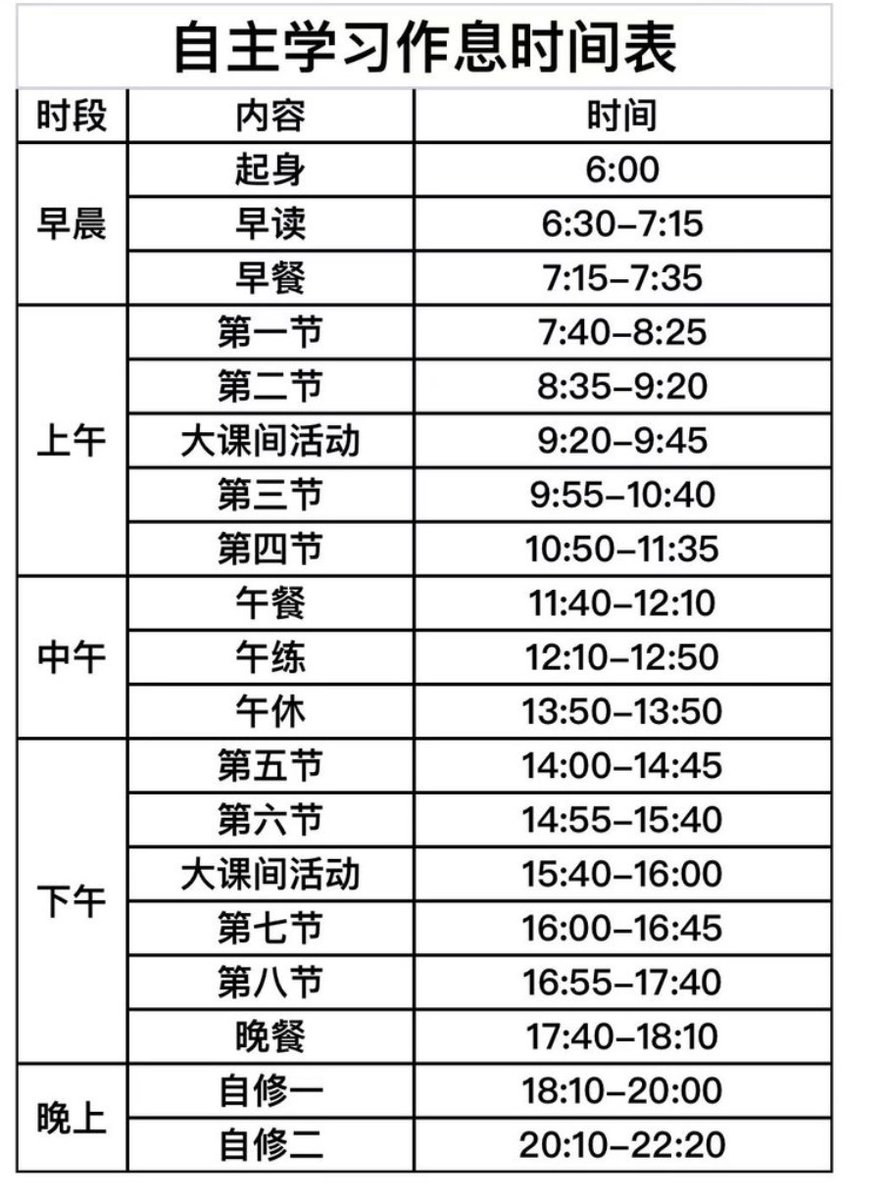 自主学习作息时间表
时段 内容 时间
早晨 起身 6:00
早读 6:30–7:15
早餐 7:15–7:35
上午 第一节 7:40–8:25
第二节 8:35–9:20
大课间活动 9:20–9:45
第三节 9:55–10:40
第四节 10:50–11:35
中午 午餐 11:40–12:10
午练 12:10–12:50
午休 13:50–13:50
下午 第五节 14:00–14:45
第六节 14:55–15:40
大课间活动 15:40–16:00
第七节 16:00–16:45
第八节 16:55–17:40
晚餐 17:40–18:10
晚上 自修一 18:10–20:00
自修二 20:10–22:20